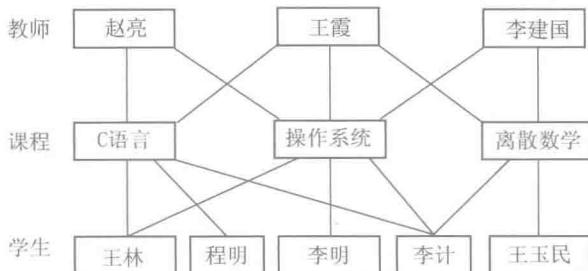 教师 赵亮 王霞 李建国
课程 C语言 操作系统 离散数学
学生 王林 程明 李明 李计 王玉民